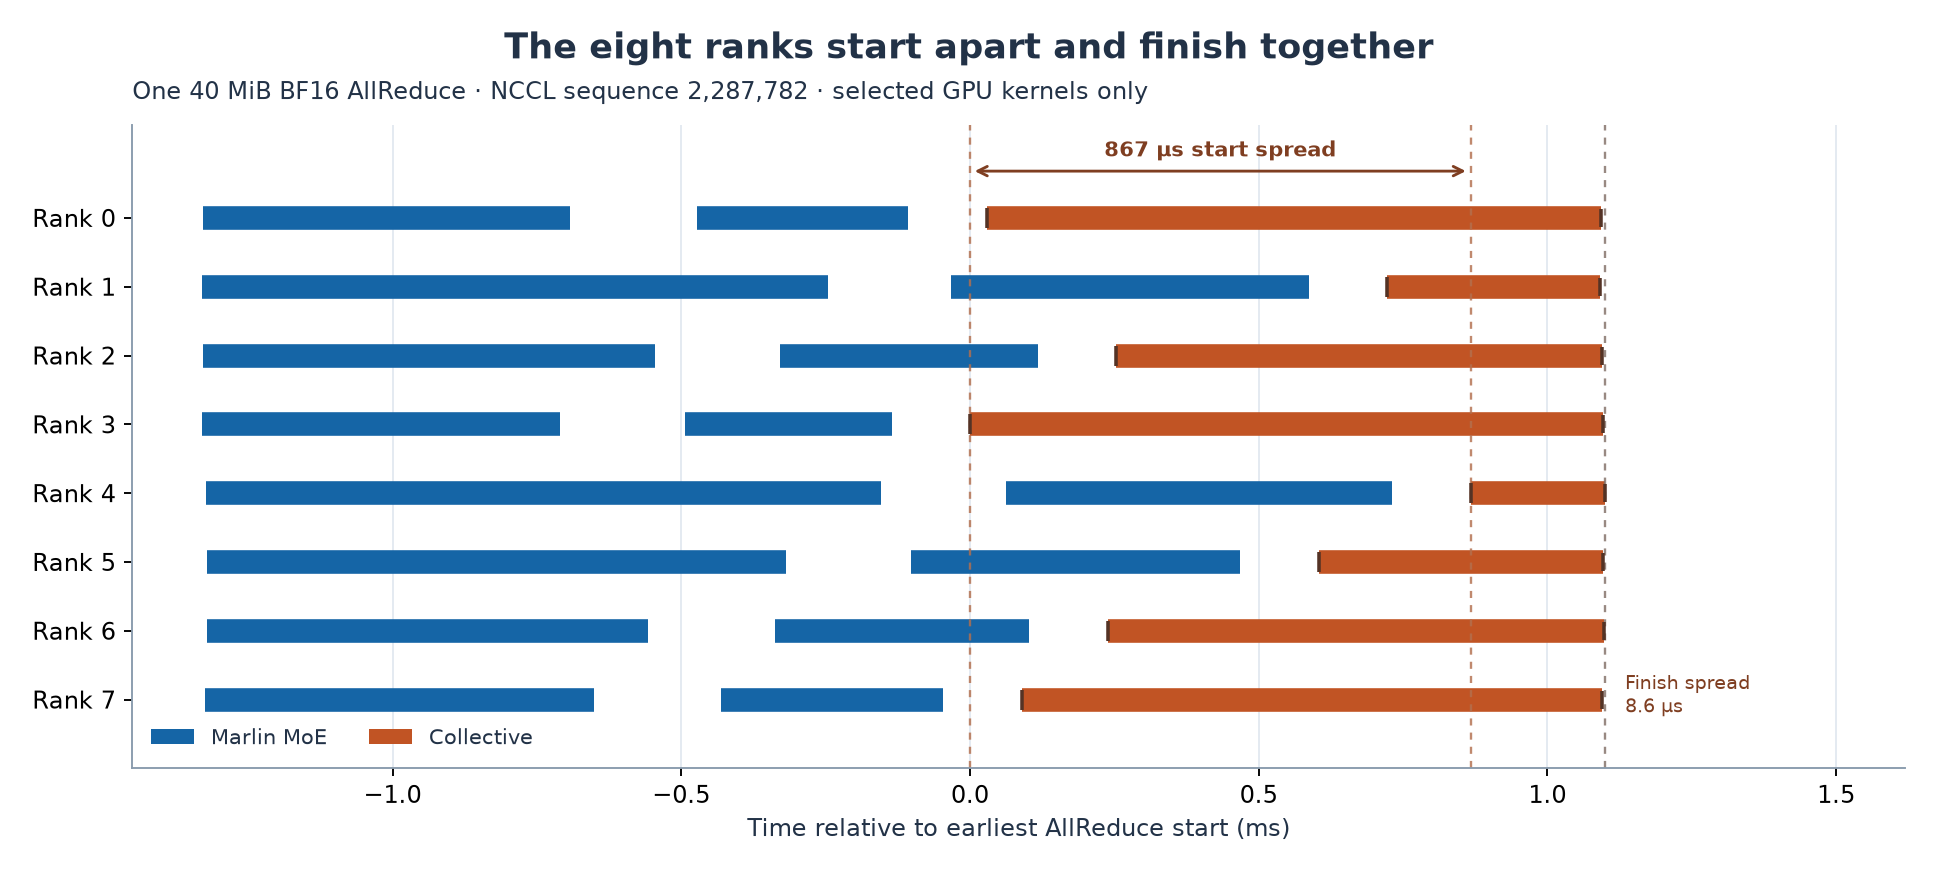 The eight ranks start apart and finish together
One 40 MiB BF16 AllReduce · NCCL sequence 2,287,782 · selected GPU kernels only
867 µs start spread
Rank 0
Rank 1
Rank 2
Rank 3
Rank 4
Rank 5
Rank 6
Rank 7
Finish spread
8.6 µs
Marlin MoE
Collective
−1.0
−0.5
0.0
0.5
1.0
1.5
Time relative to earliest AllReduce start (ms)